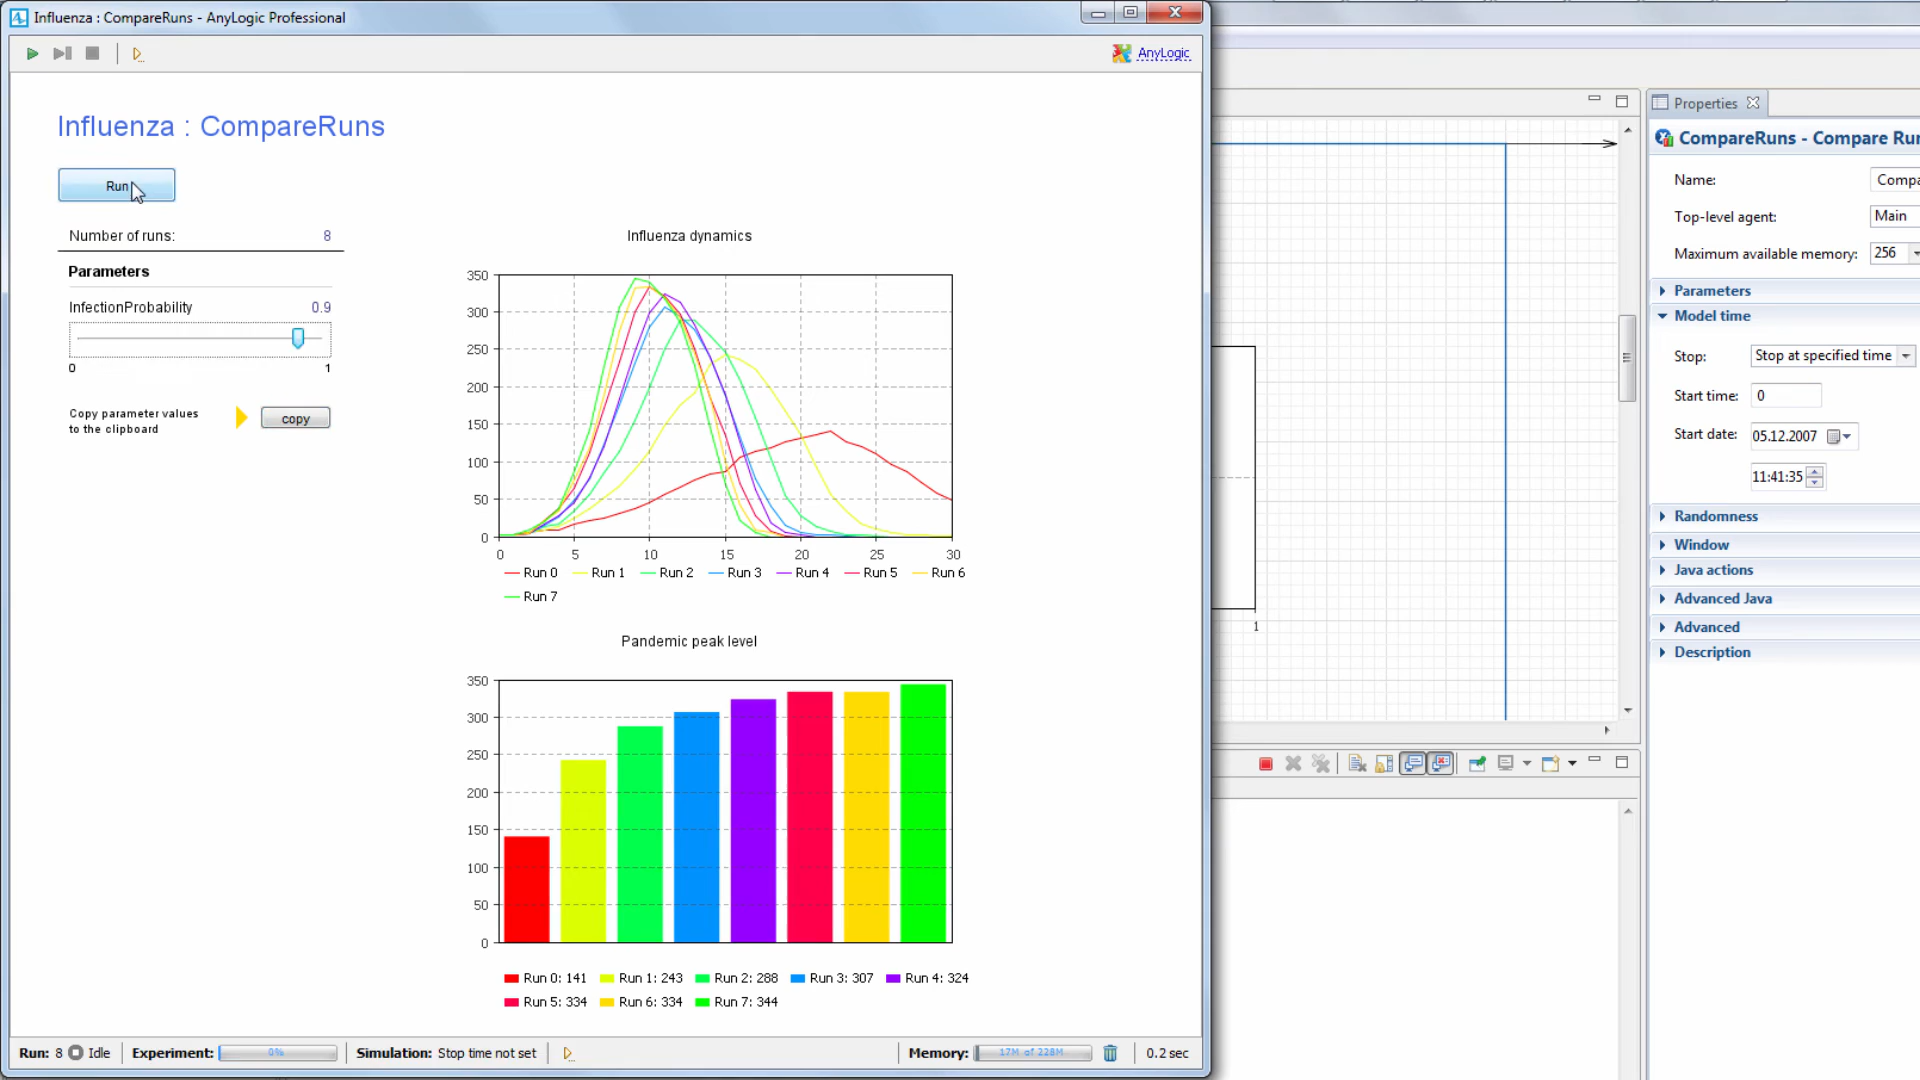 Influenza : CompareRuns - AnyLogic Professional
AnyLogic
Influenza : CompareRuns
Run
Number of runs: 8
Parameters
InfectionProbability 0.9
0 1
Copy parameter values
to the clipboard
copy
Influenza dynamics
350
300
250
200
150
100
50
0
0 5 10 15 20 25 30
Run 0 Run 1 Run 2 Run 3 Run 4 Run 5 Run 6
Run 7
Pandemic peak level
350
300
250
200
150
100
50
0
Run 0: 141 Run 1: 243 Run 2: 288 Run 3: 307 Run 4: 324
Run 5: 334 Run 6: 334 Run 7: 344
Run: 8 Idle Experiment: 0% Simulation: Stop time not set Memory: 17M of 228M 0.2 sec
1
Properties
CompareRuns - Compare Run
Name: Compa
Top-level agent: Main
Maximum available memory: 256
Parameters
Model time
Stop: Stop at specified time
Start time: 0
Start date: 05.12.2007
11:41:35
Randomness
Window
Java actions
Advanced Java
Advanced
Description